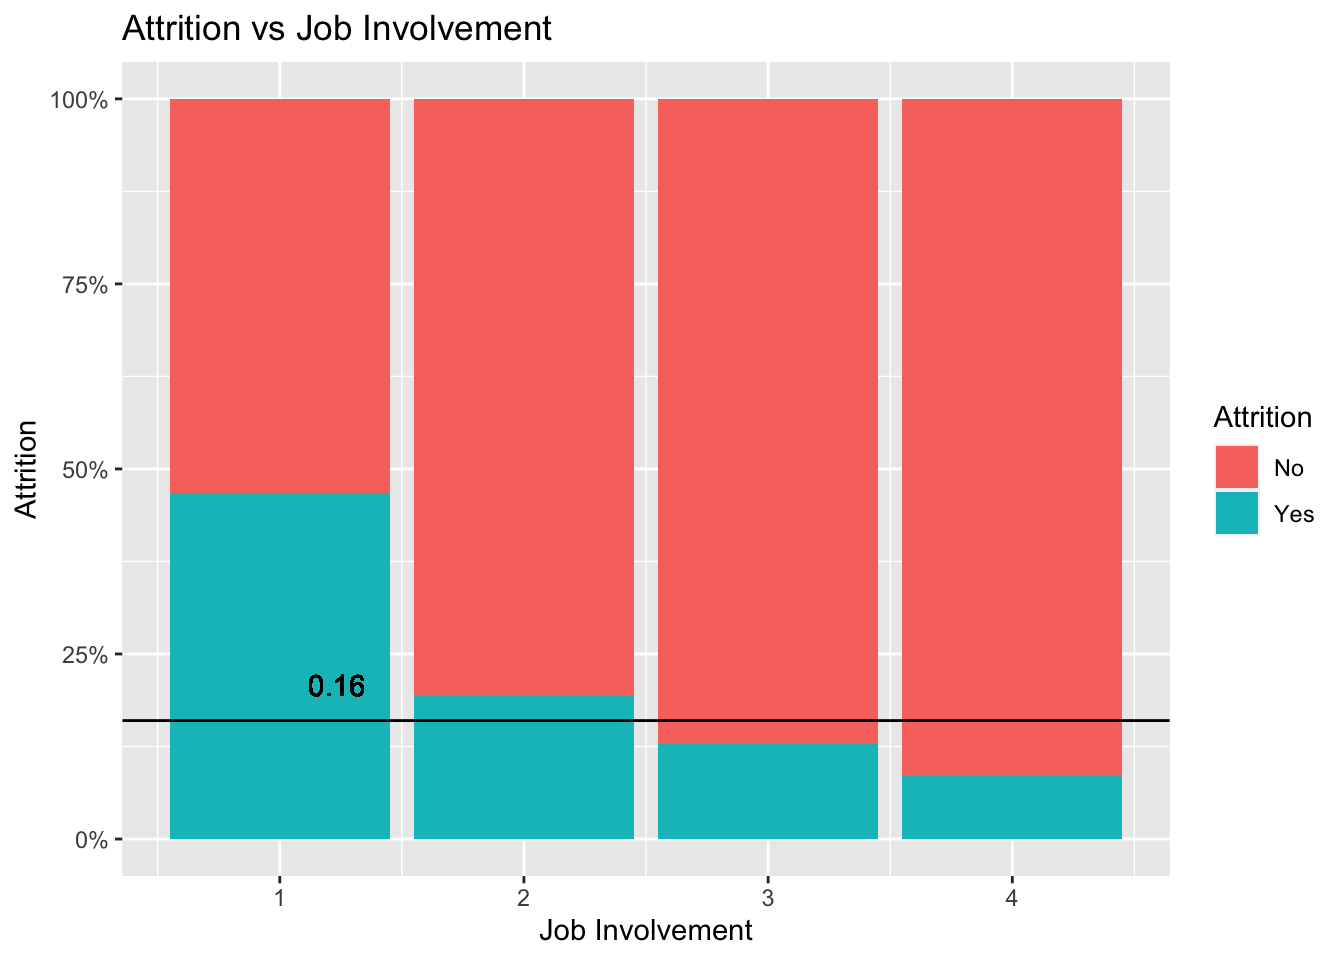 Attrition vs Job Involvement
100%
75%
50%
25%
0%
Attrition
0.16
1 2 3 4
Job Involvement
Attrition
No
Yes